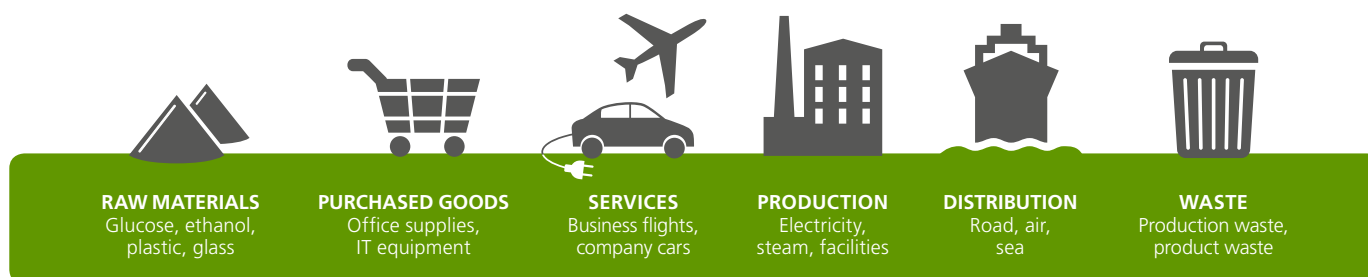 RAW MATERIALS
Glucose, ethanol,
plastic, glass
PURCHASED GOODS
Office supplies,
IT equipment
SERVICES
Business flights,
company cars
PRODUCTION
Electricity,
steam, facilities
DISTRIBUTION
Road, air,
sea
WASTE
Production waste,
product waste